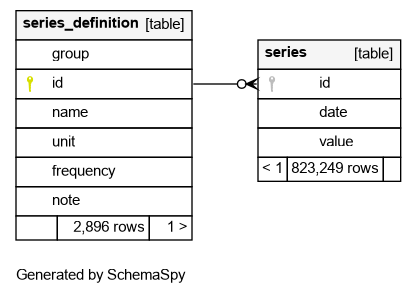 series_definition [table]
group
id
name
unit
frequency
note
2,896 rows 1 >
series [table]
id
date
value
< 1 823,249 rows
Generated by SchemaSpy